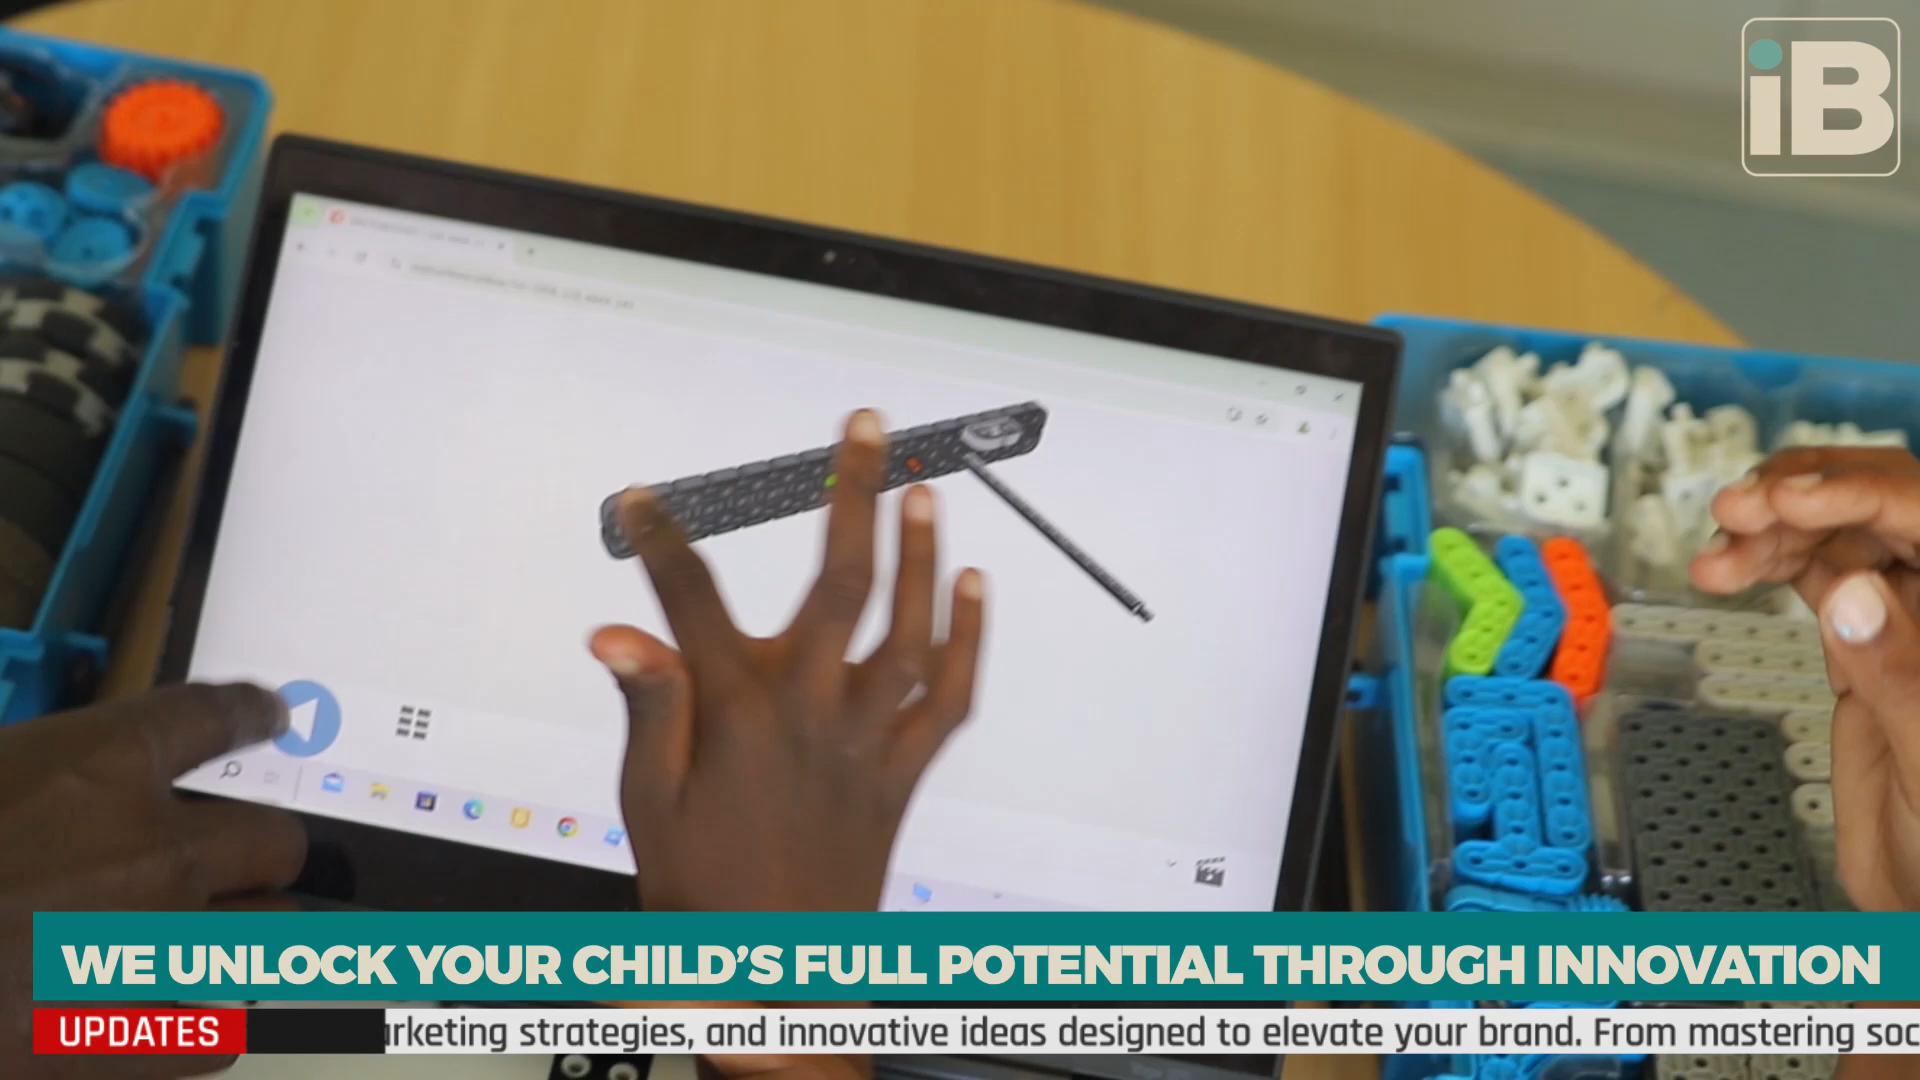 iB
WE UNLOCK YOUR CHILD'S FULL POTENTIAL THROUGH INNOVATION
UPDATES
arketing strategies, and innovative ideas designed to elevate your brand. From mastering soc